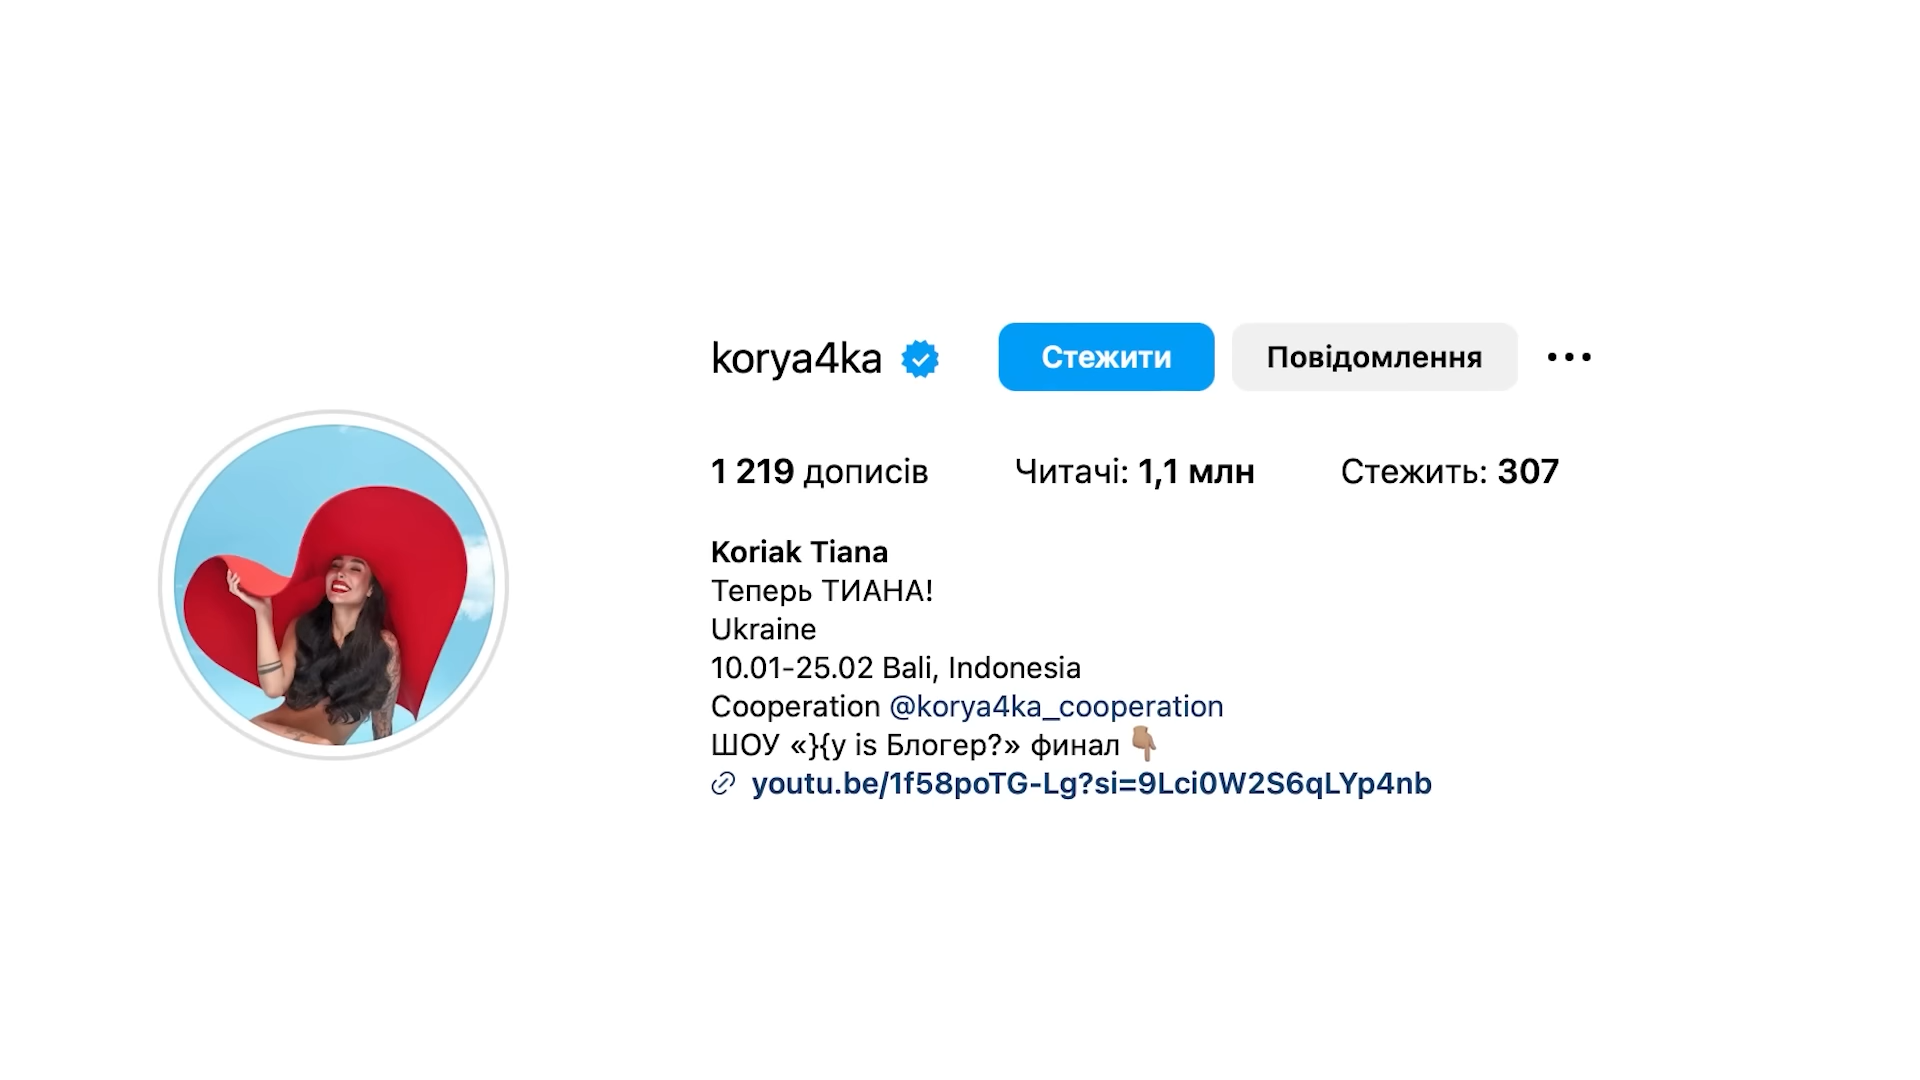 korya4ka Стежити Повідомлення
1 219 дописів Читачі: 1,1 млн Стежить: 307
Koriak Tiana
Теперь ТИАНА!
Ukraine
10.01-25.02 Bali, Indonesia
Cooperation @korya4ka_cooperation
ШОУ «}{y is Блогер?» финал 👇🏽
youtu.be/1f58poTG-Lg?si=9Lci0W2S6qLYp4nb